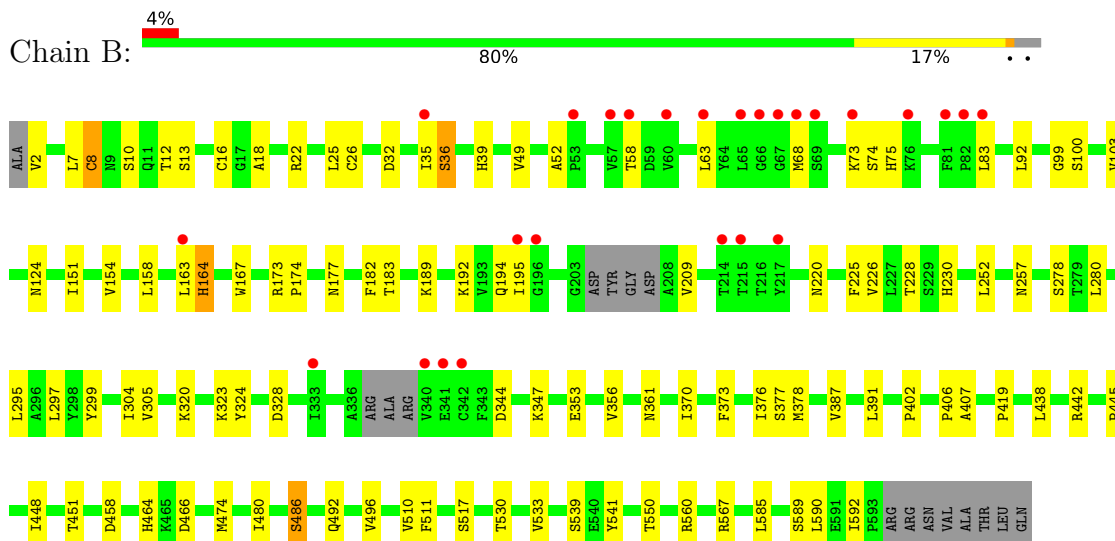 4%
Chain B:
80% 17% • •
ALA V2 L7 C8 N9 S10 Q11 T12 S13 C16 G17 A18 R22 L25 C26 D32 I35 S36 H39 V49 A52 P53 V57 T58 D59 V60 L63 Y64 L65 G66 G67 M68 S69 K73 S74 H75 K76 F81 P82 L83 L92 G99 S100
N124 I151 V154 L158 L163 H164 W167 R173 P174 N177 F182 T183 K189 K192 V193 Q194 I195 G196 G203 ASP TYR GLY ASP A208 V209 T214 T215 T216 Y217 N220 F225 V226 L227 T228 S229 H230 L252 N257 S278 T279 L280
L295 A296 L297 Y298 Y299 I304 V305 K320 K323 Y324 D328 I333 A336 ARG ALA ARG V340 E341 C342 F343 D344 K347 E353 V356 N361 I370 F373 I376 S377 M378 V387 L391 P402 P406 A407 P419 L438 R442
I448 T451 D458 H464 K465 D466 M474 I480 S486 Q492 V496 V510 F511 S517 T530 V533 S539 E540 Y541 T550 R560 R567 L585 S589 L590 E591 I592 P593 ARG ARG ASN VAL ALA THR LEU GLN